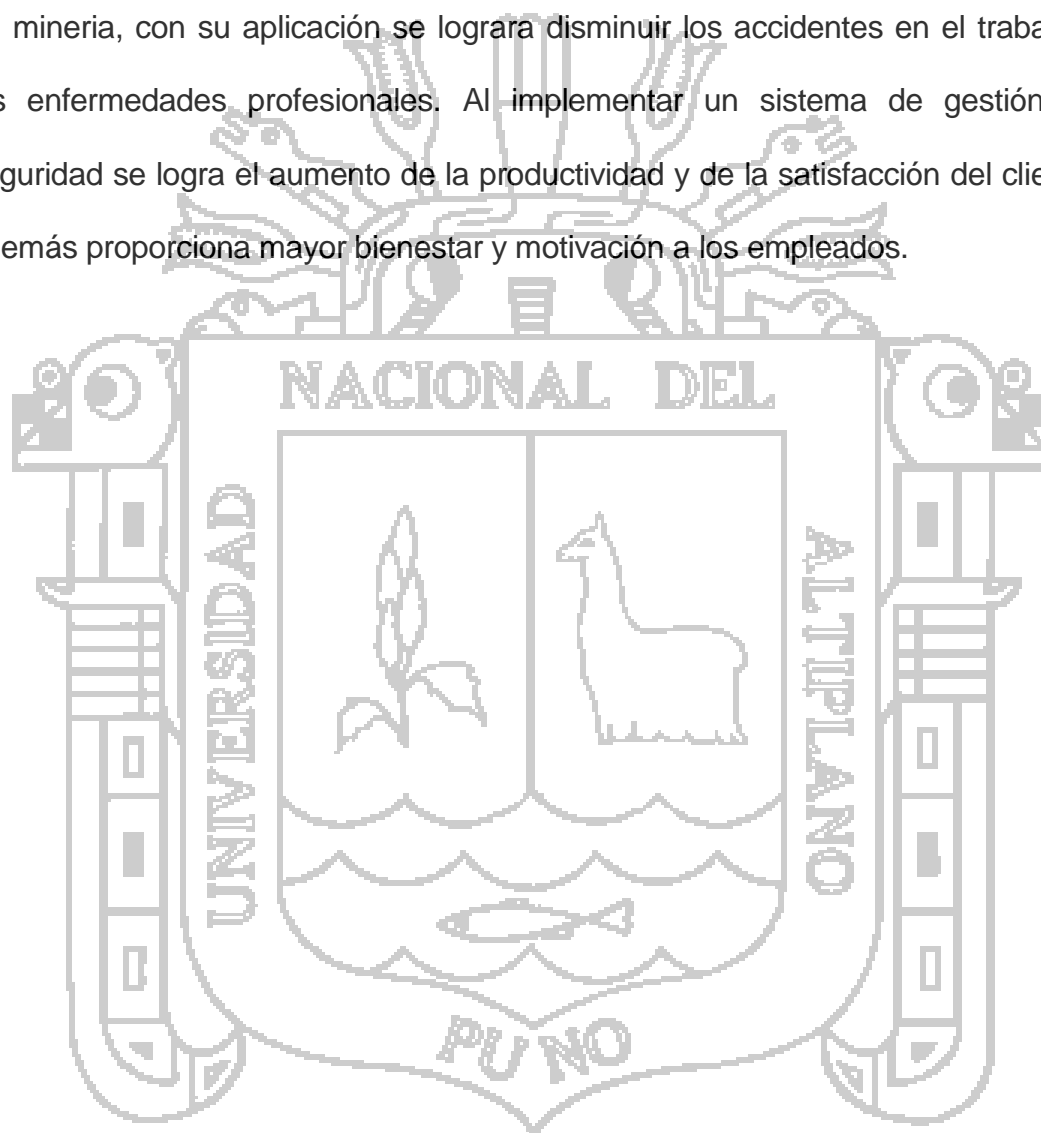 mineria, con su aplicación se lograra disminuir los accidentes en el traba
s enfermedades profesionales. Al implementar un sistema de gestión
guridad se logra el aumento de la productividad y de la satisfacción del clie
emás proporciona mayor bienestar y motivación a los empleados.
NACIONAL DEL
UNIVERSIDAD
ALTIPLANO
PUNO